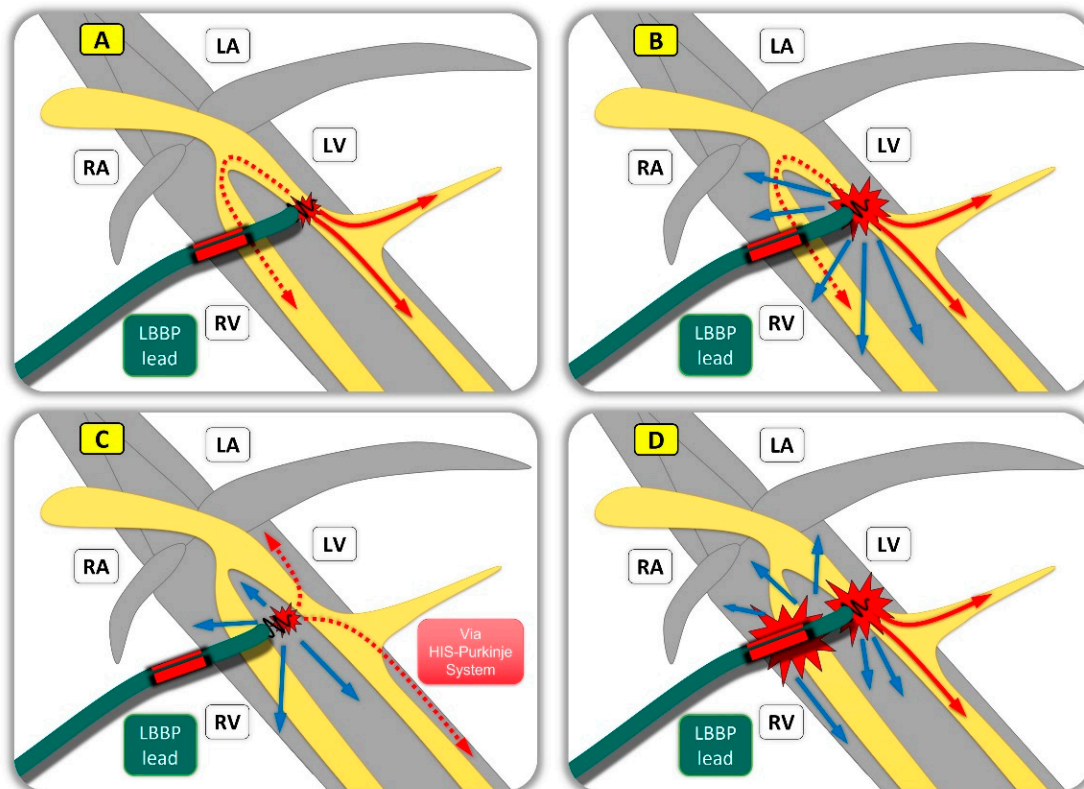 A
LA
RA
LV
RV
LBBP
lead
B
LA
RA
LV
RV
LBBP
lead
C
LA
RA
LV
RV
LBBP
lead
Via
HIS-Purkinje
System
D
LA
RA
LV
RV
LBBP
lead